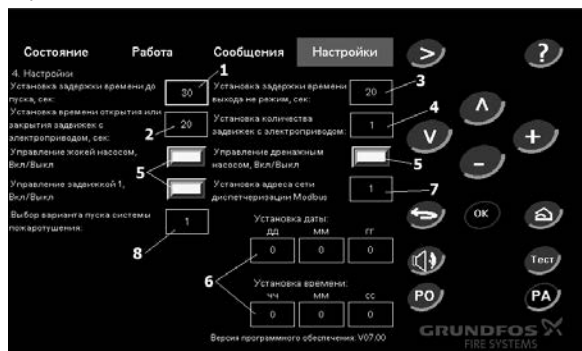 Состояние Работа Сообщения Настройки > ?
4. Настройки 1
Установка задержки времени до Установка задержки времени 3
пуска, сек: 30 выхода не режим, сек: 20
Установка времени открытия или
закрытия задвижек с Установка количества 4
электроприводом, сек: 2 20 задвижек с электроприводом: 1
Управление жокей насосом, Управление дренажным
Вкл/Выкл 5 насосом, Вкл/Выкл 5
Управление задвижкой 1, Установка адреса сети 7
Вкл/Выкл диспетчеризации Modbus 1
Выбор варианта пуска системы
пожаротушения: 1
8
Установка даты:
дд мм гг
0 0 0
6
Установка времени:
чч мм сс
0 0 0
Версия программного обеспечения: V07.00
+
-
OK
Тест
PO PA
GRUNDFOS
FIRE SYSTEMS